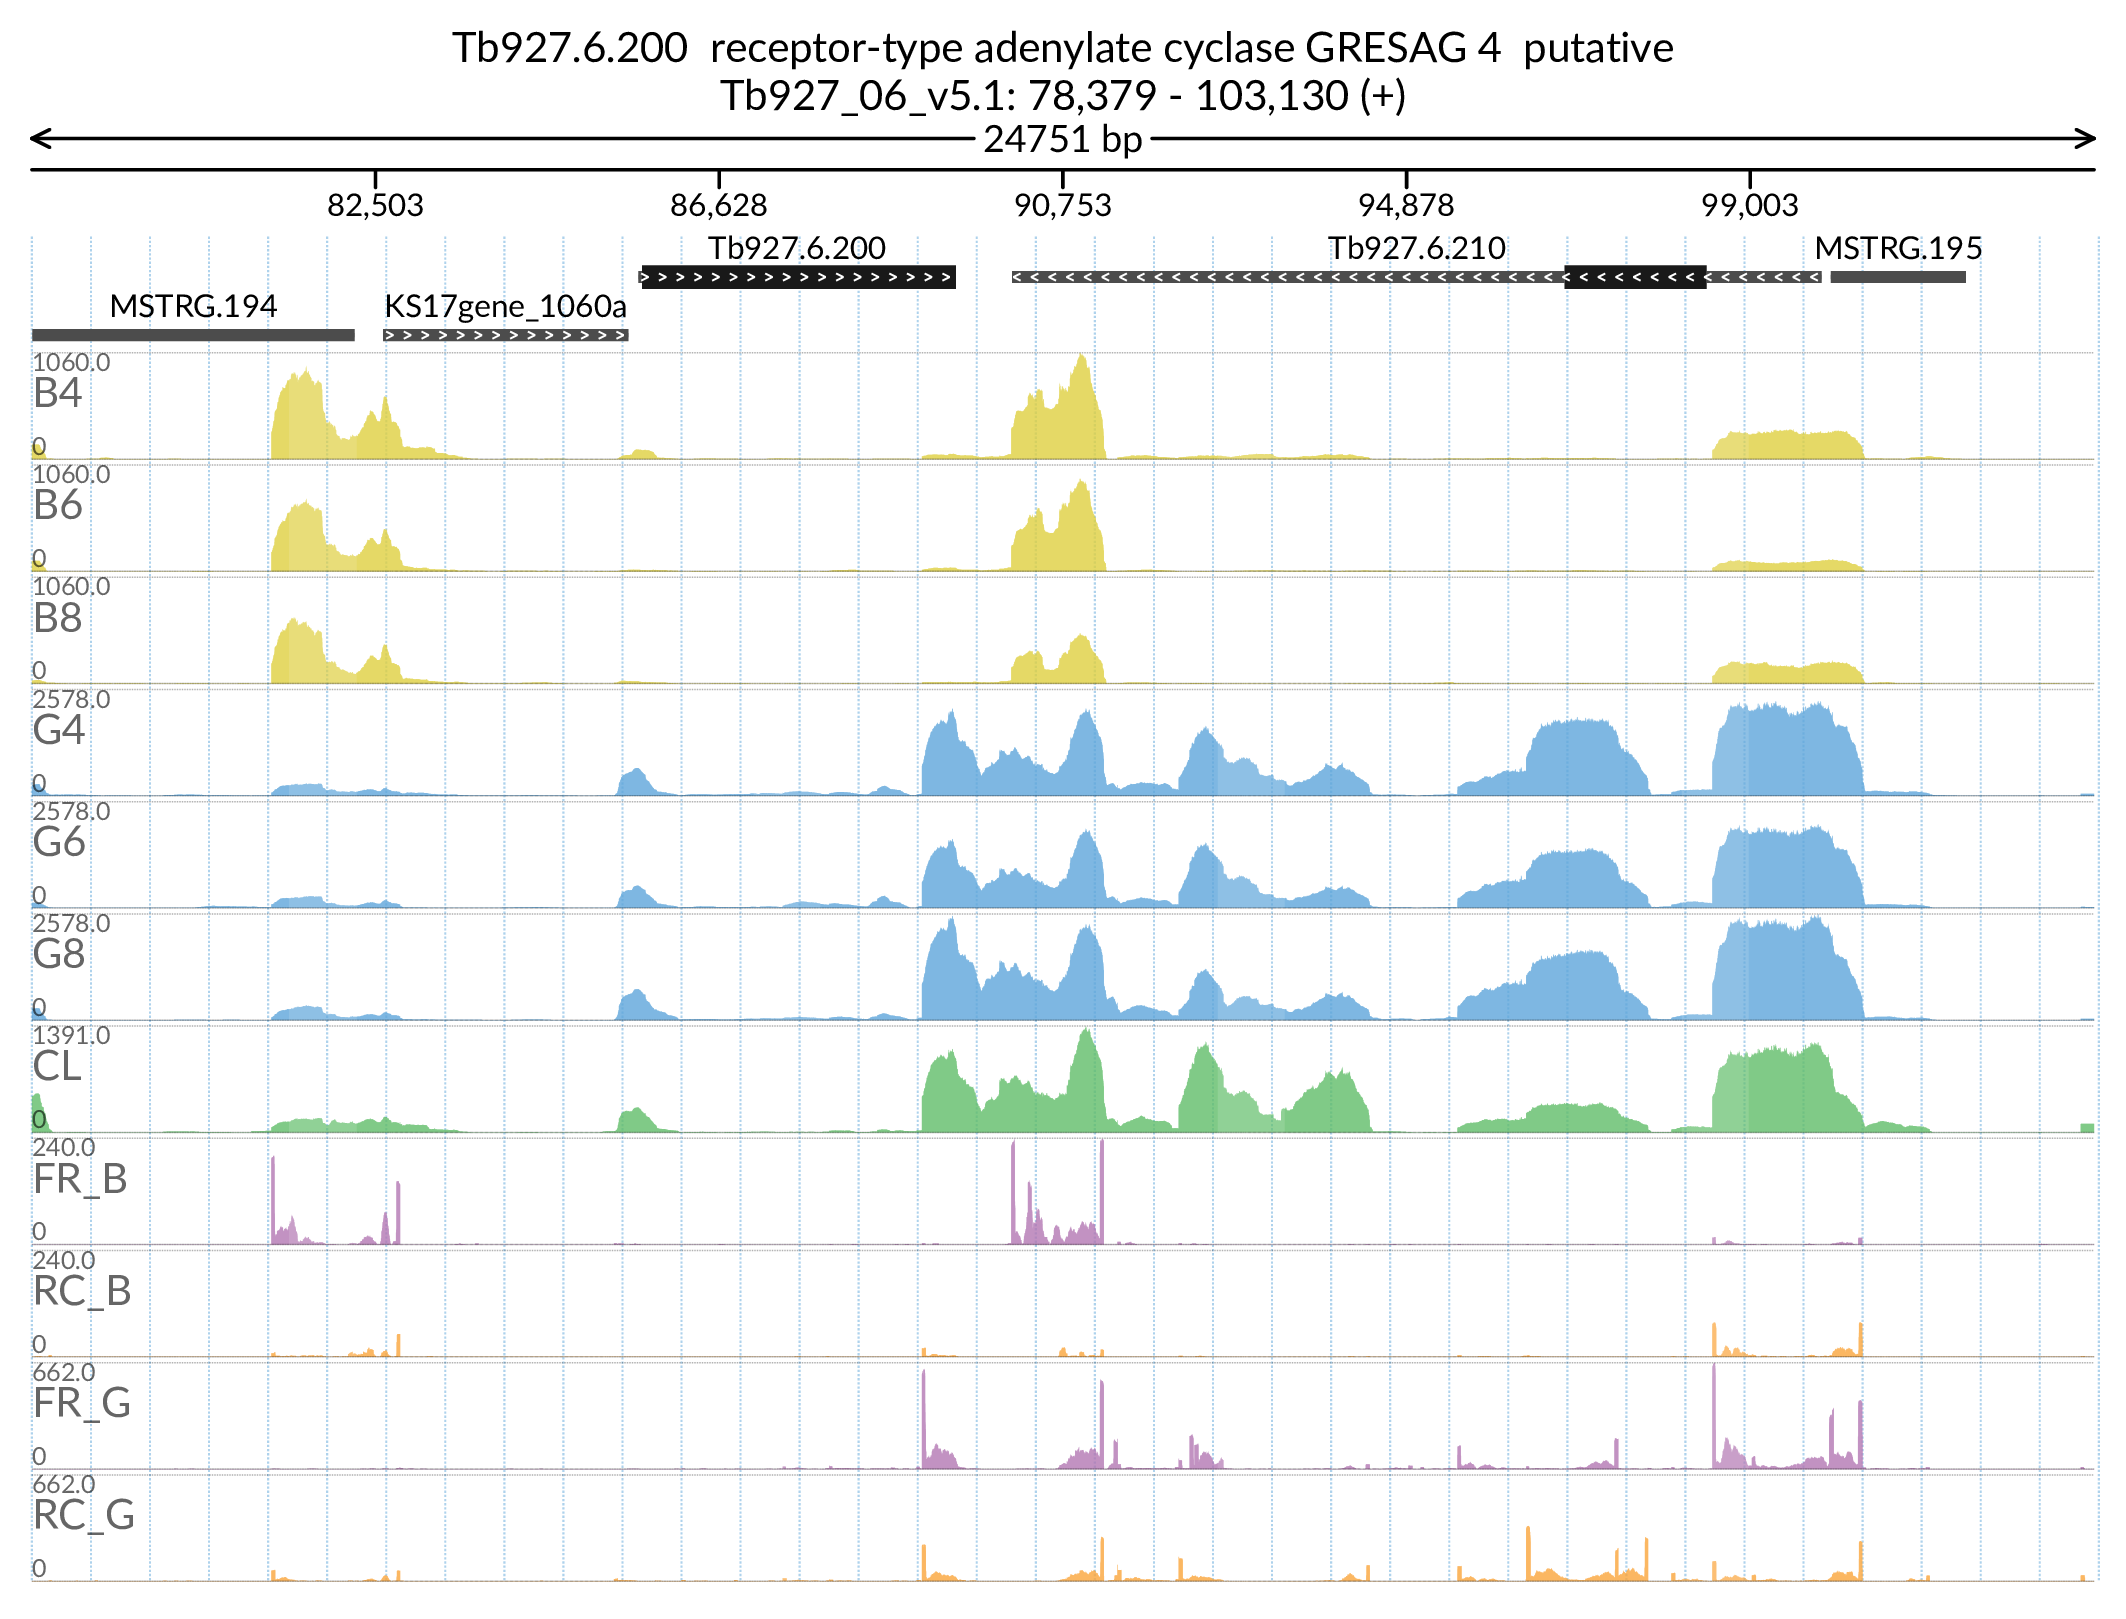 Tb927.6.200  receptor-type adenylate cyclase GRESAG 4  putative
Tb927_06_v5.1: 78,379 - 103,130 (+)
24751 bp
82,503 86,628 90,753 94,878 99,003
Tb927.6.200 Tb927.6.210 MSTRG.195
MSTRG.194 KS17gene_1060a
1060.0
B4
0
1060.0
B6
0
1060.0
B8
0
2578.0
G4
0
2578.0
G6
0
2578.0
G8
0
1391.0
CL
0
240.0
FR_B
0
240.0
RC_B
0
662.0
FR_G
0
662.0
RC_G
0